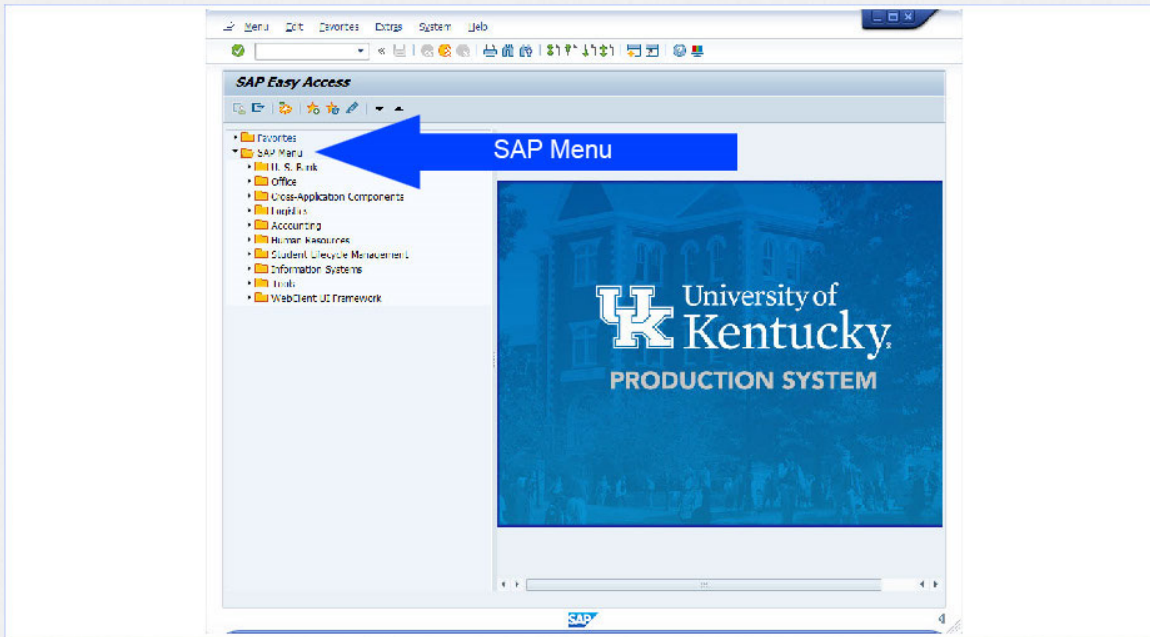 Menu Edit Favorites Extras System Help
SAP Easy Access
Favorites
SAP Menu
SAP Menu
U. S. Bank
Office
Cross-Application Components
Logistics
Accounting
Human Resources
Student Lifecycle Management
Information Systems
Tools
WebClient UI Framework
UK
University of
Kentucky.
PRODUCTION SYSTEM
SAP